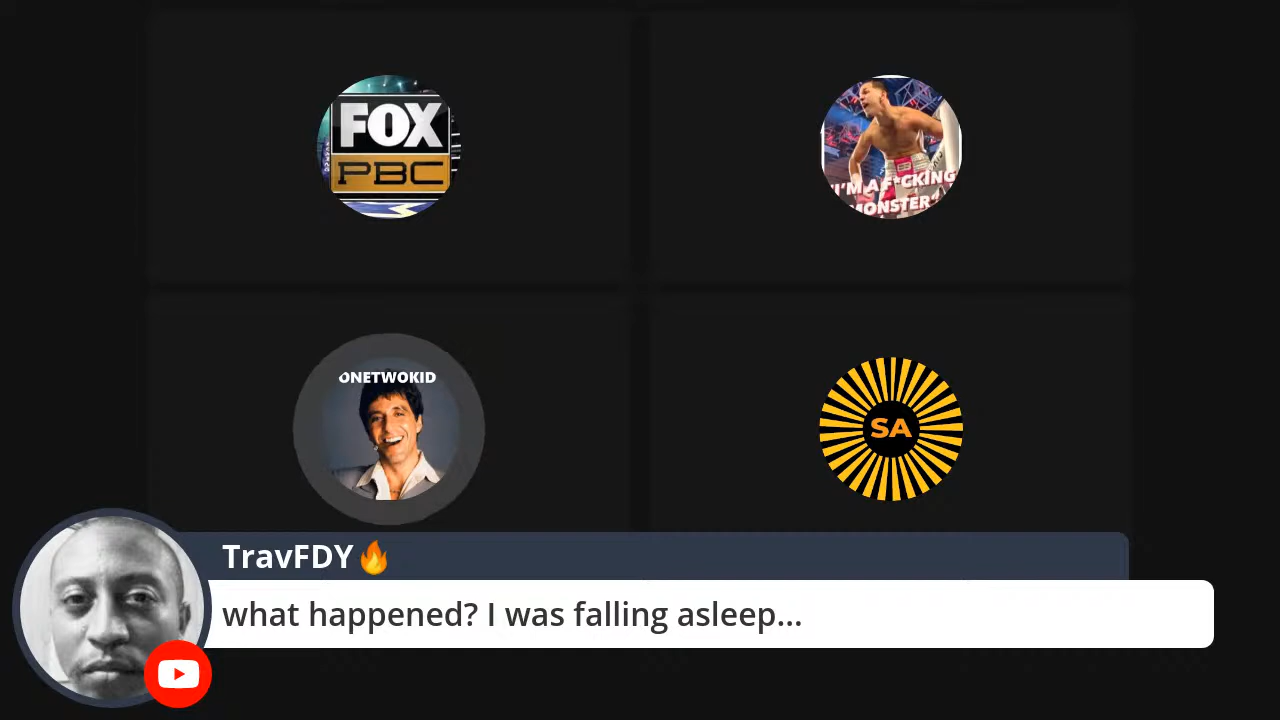 FOX
PBC
"I'M A F*CKING
MONSTER"
ONETWOKID
SA
TravFDY🔥
what happened? I was falling asleep...